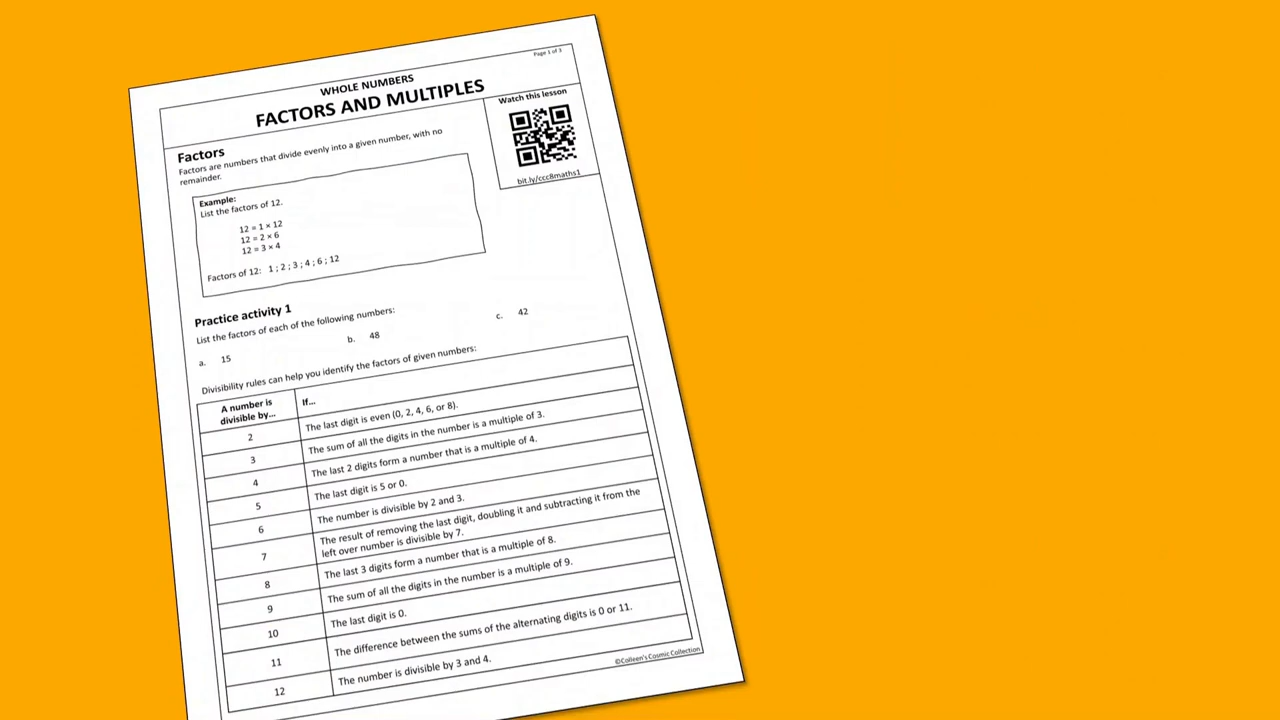 Page 1 of 3
WHOLE NUMBERS
FACTORS AND MULTIPLES
Watch this lesson
bit.ly/ccc8maths1
Factors
Factors are numbers that divide evenly into a given number, with no
remainder.
Example:
List the factors of 12.
12 = 1 × 12
12 = 2 × 6
12 = 3 × 4
Factors of 12: 1 ; 2 ; 3 ; 4 ; 6 ; 12
Practice activity 1
List the factors of each of the following numbers:
a. 15 b. 48 c. 42
Divisibility rules can help you identify the factors of given numbers:
A number is
divisible by...
If...
2 The last digit is even (0, 2, 4, 6, or 8).
3 The sum of all the digits in the number is a multiple of 3.
4 The last 2 digits form a number that is a multiple of 4.
5 The last digit is 5 or 0.
6 The number is divisible by 2 and 3.
7 The result of removing the last digit, doubling it and subtracting it from the
left over number is divisible by 7.
8 The last 3 digits form a number that is a multiple of 8.
9 The sum of all the digits in the number is a multiple of 9.
10 The last digit is 0.
11 The difference between the sums of the alternating digits is 0 or 11.
12 The number is divisible by 3 and 4.
©Colleen's Cosmic Collection